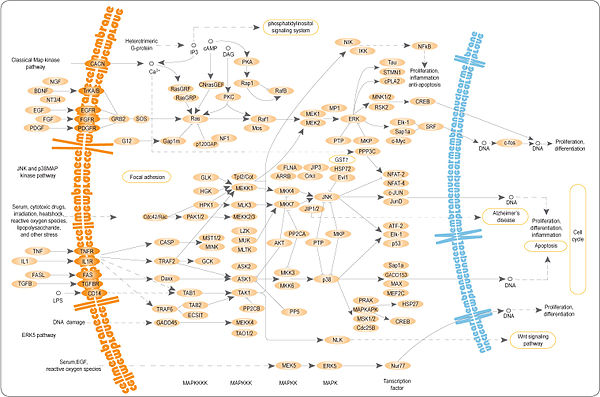 phosphatidylinositol
signaling system
Heterotrimeric
G-protein
IP3
cAMP
DAG
NIK
IKK
NFκB
Classical Map kinase
pathway
CACN
Ca²⁺
PKA
Rap1
RafB
Proliferation,
inflammation
anti-apoptosis
Tau
STMN1
cPLA2
NGF
BDNF
NT3/4
TrkA/B
RasGRF
RasGRP
CNrasGEF
PKC
MNK1/2
RSK2
CREB
EGF
FGF
PDGF
EGFR
FGFR
PDGFR
GRB2
SOS
Ras
Raf1
Mos
MEK1
MEK2
MP1
ERK
Elk-1
Sap1a
c-Myc
SRF
G12
Gap1m
p120GAP
NF1
PTP
MKP
PPP3C
DNA
c-fos
DNA
Proliferation,
differentiation
JNK and p38MAP
kinase pathway
Focal adhesion
GLK
HGK
HPK1
Tpl2/Cot
MEKK1
MLK3
MEKK2/3
FLNA
ARRB
JIP3
CrkII
GST?
HSP72
Evi1
MKK4
MKK7
JNK
JIP1/2
NFAT-2
NFAT-4
c-JUN
JunD
DNA
Serum, cytotoxic drugs,
irradiation, heatshock,
reactive oxygen species,
lipopolysaccharide,
and other stress
Cdc42/Rac
PAK1/2
Alzheimer's
disease
Proliferation,
differentiation,
inflammation
Apoptosis
Cell
cycle
TNF
IL1
TNFR
IL1R
CASP
TRAF2
MST1/2
MINK
GCK
LZK
MUK
MLTK
PP2CA
AKT
PTP
MKP
ATF-2
Elk-1
p53
FASL
TGFB
FAS
TGFBR
CD14
LPS
Daxx
TAB1
TAB2
ECSIT
TRAF6
GADD45
ASK2
ASK1
TAK1
PP2CB
MEKK4
TAO1/2
MKK3
MKK6
PP5
p38
Sap1a
GADD153
MAX
MEF2C
PRAK
MAPKAPK
MSK1/2
Cdc25B
HSP27
CREB
DNA
DNA
Proliferation,
differentiation
DNA damage
NLK
Wnt signaling
pathway
ERK5 pathway
Serum,EGF,
reactive oxygen species
MEK5
ERK5
Nur77
MAPKKKK
MAPKKK
MAPKK
MAPK
Transcription
factor